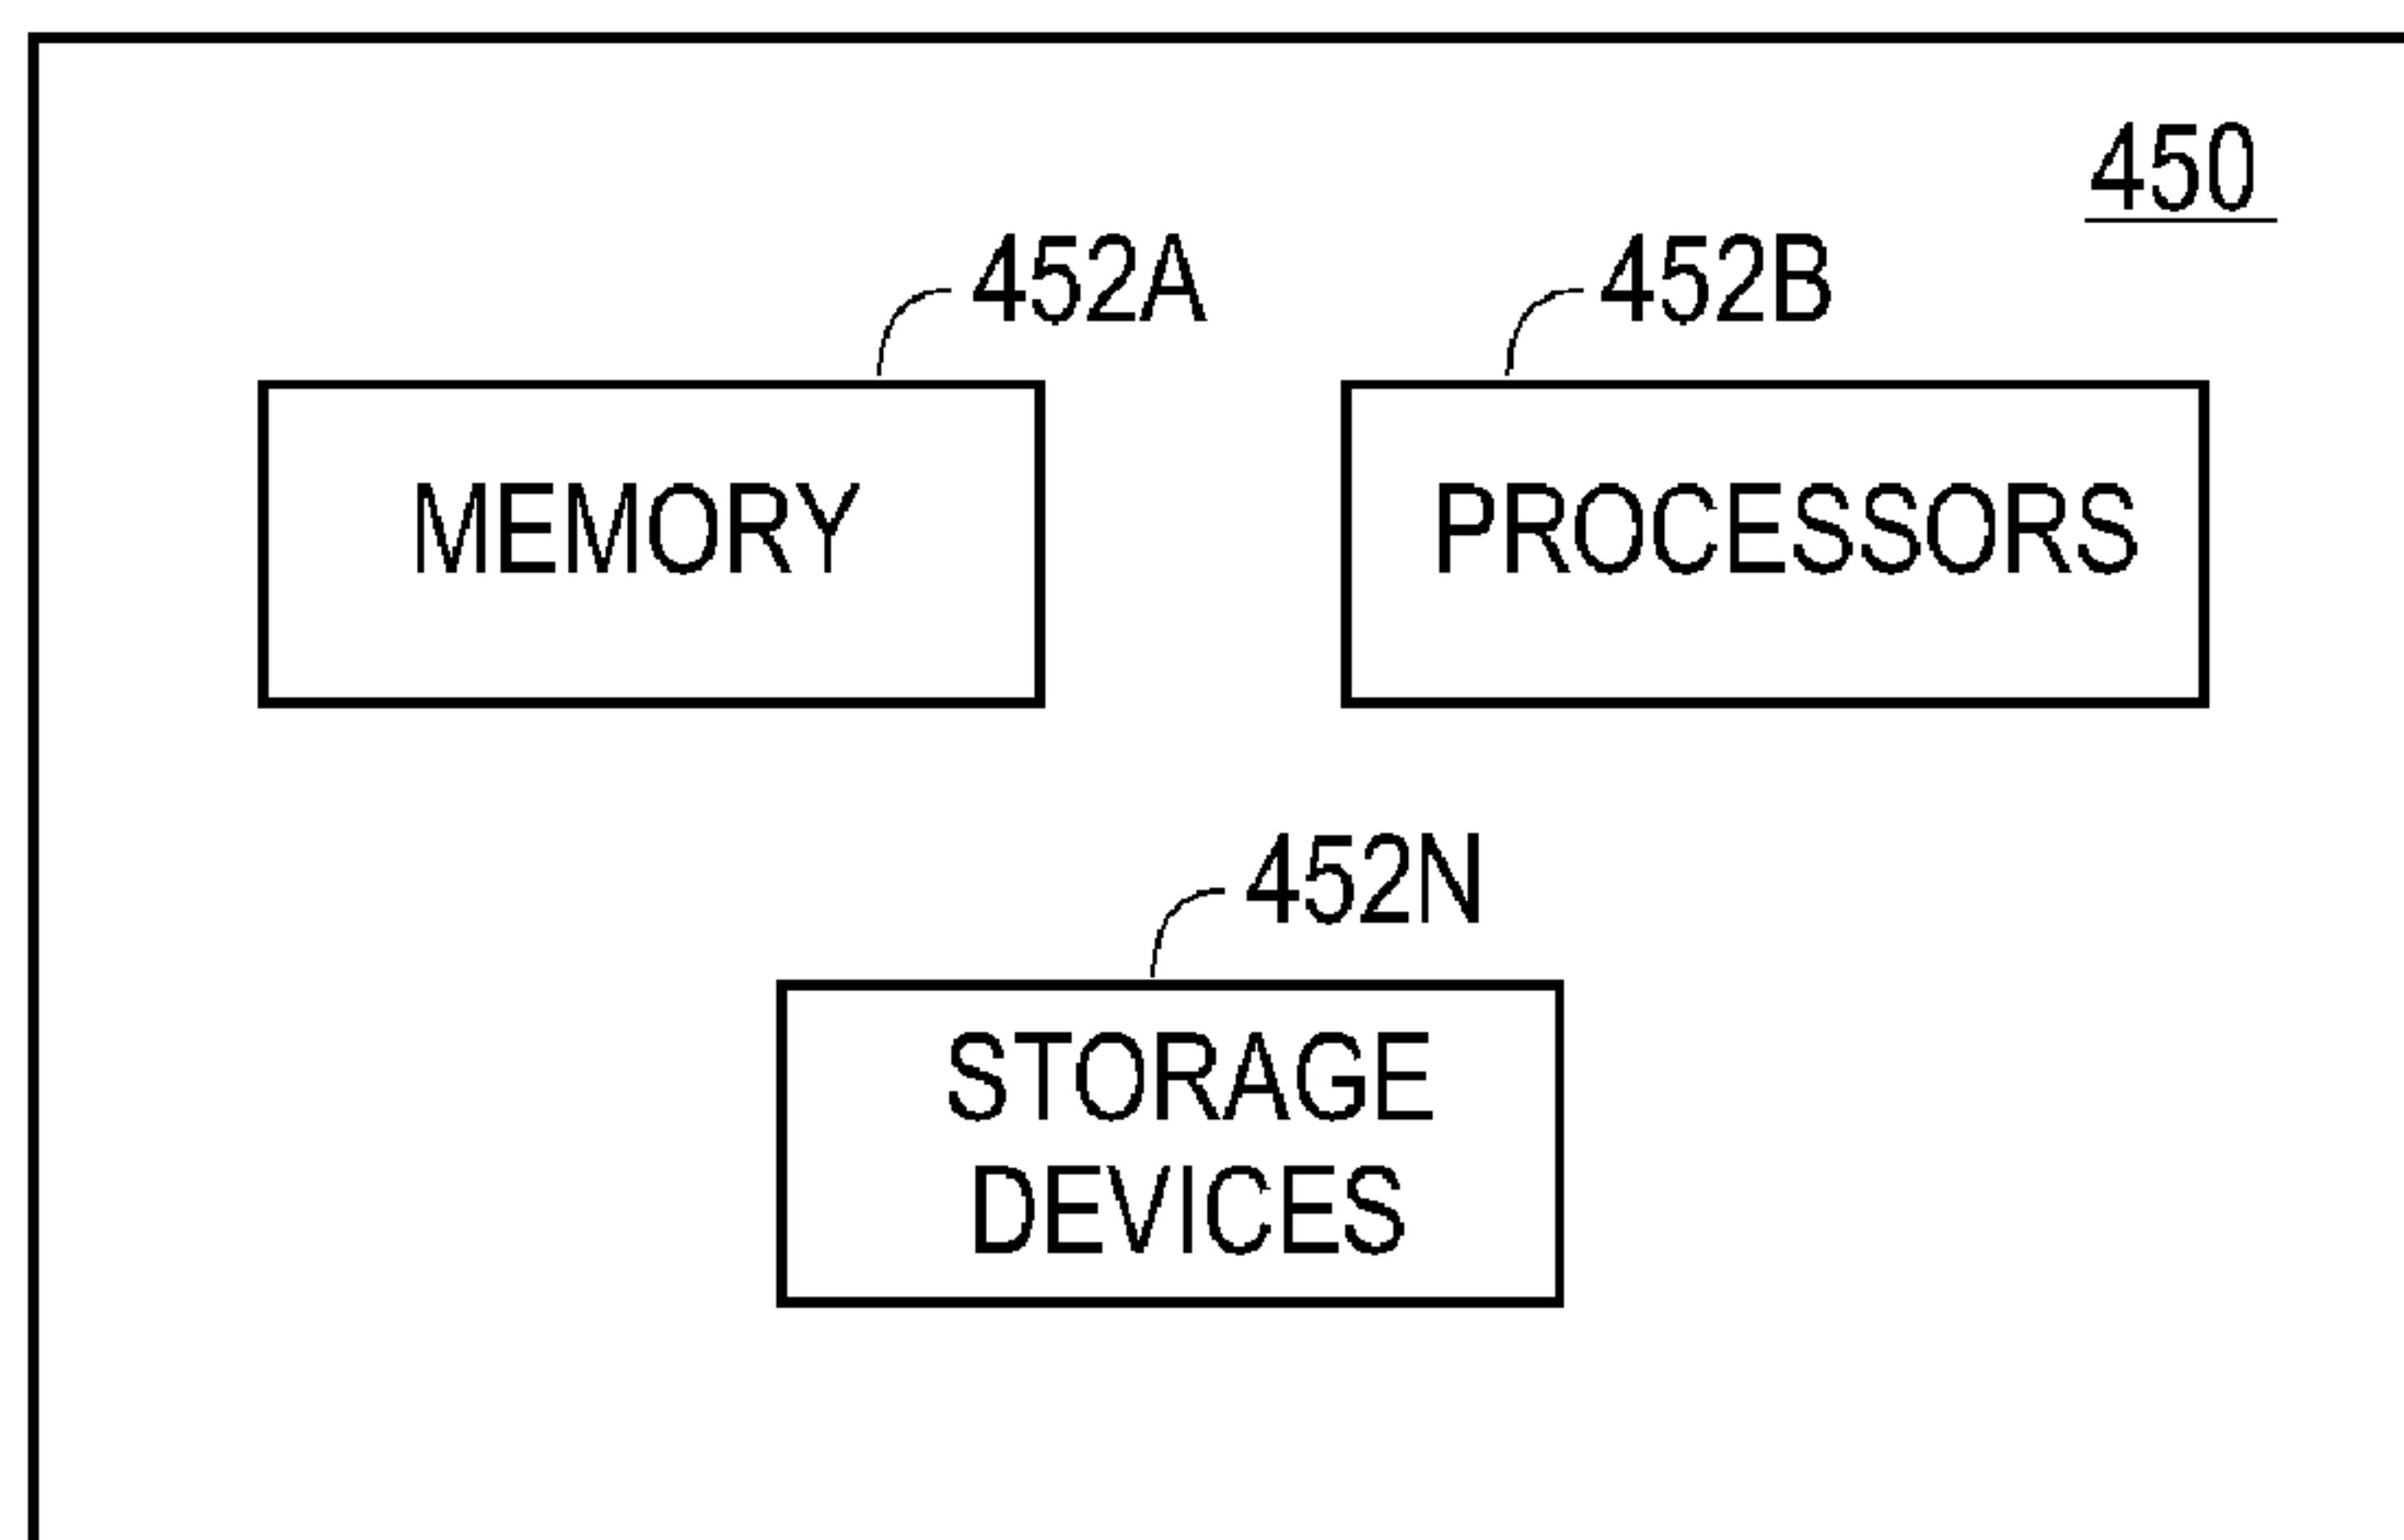 450
452A
452B
MEMORY
PROCESSORS
452N
STORAGE
DEVICES